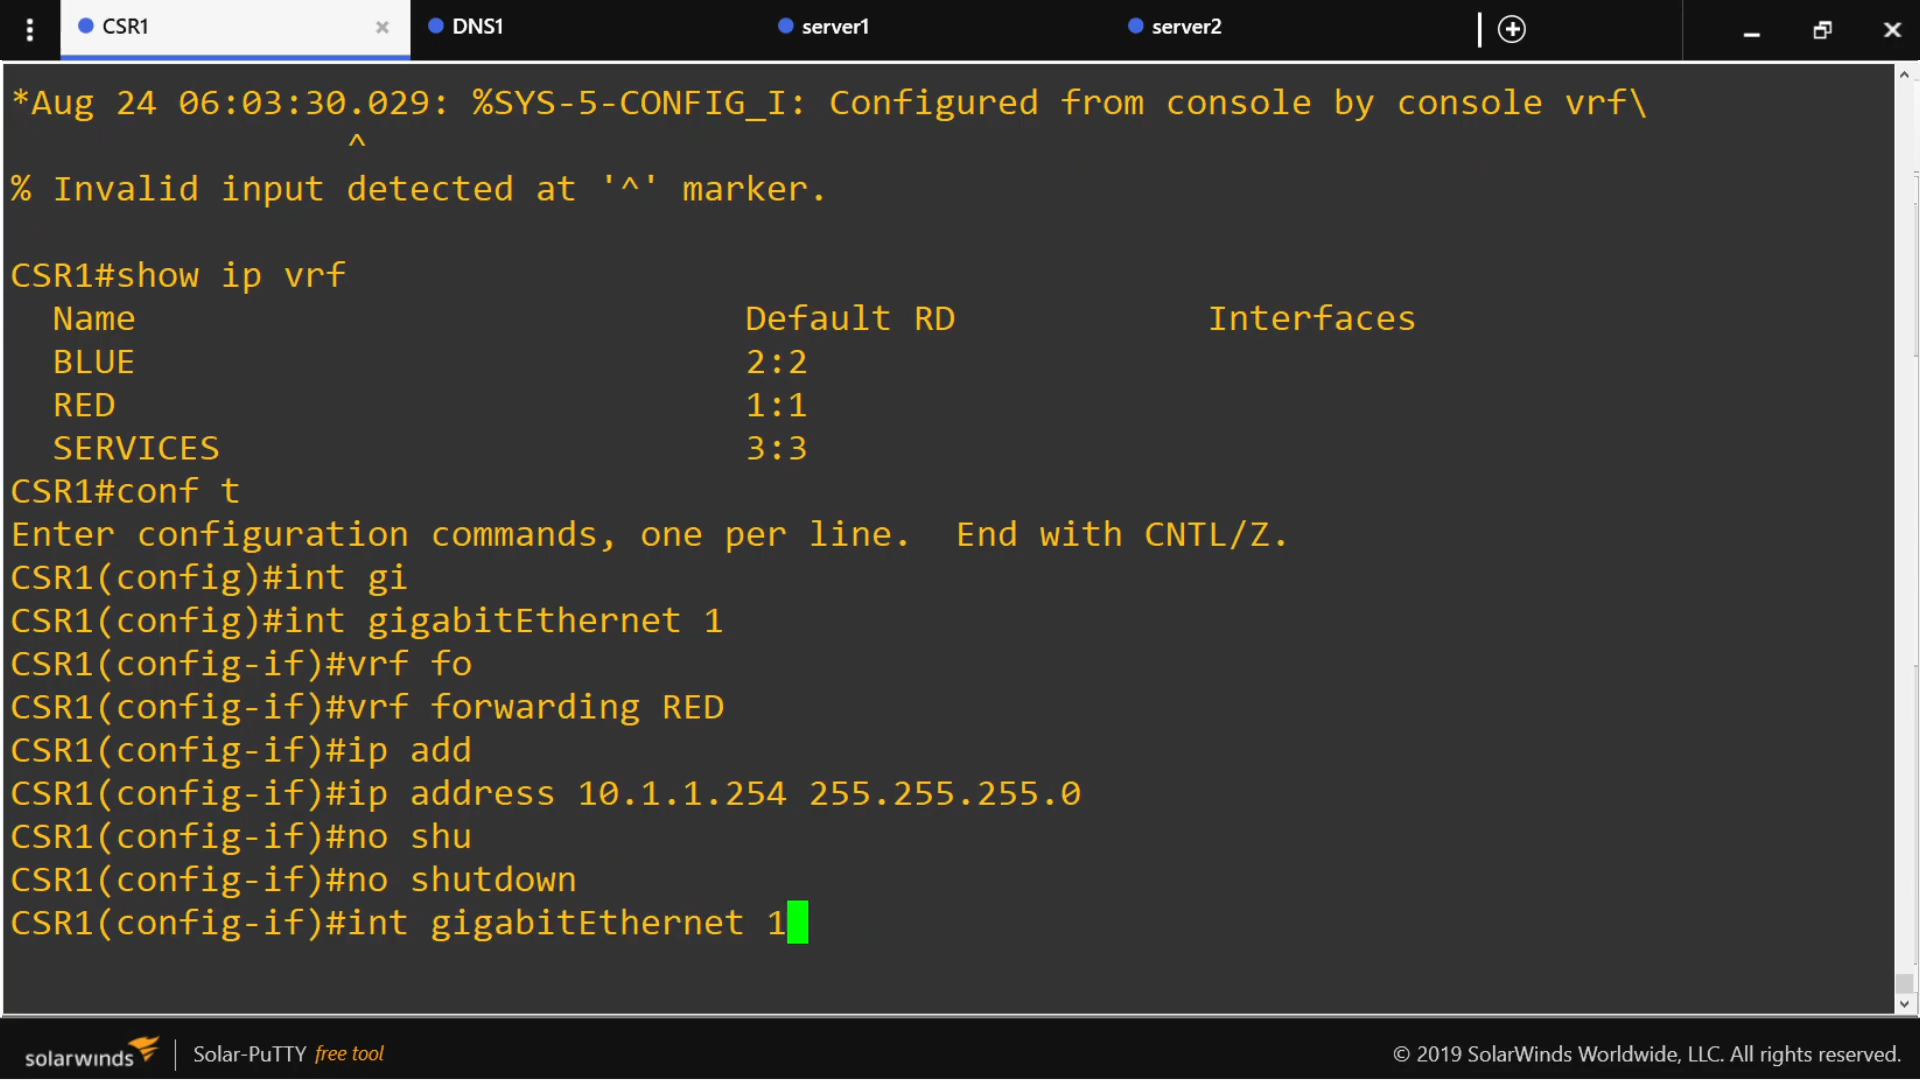 CSR1
DNS1
server1
server2
*Aug 24 06:03:30.029: %SYS-5-CONFIG_I: Configured from console by console vrf\
^
% Invalid input detected at '^' marker.
CSR1#show ip vrf
Name Default RD Interfaces
BLUE 2:2
RED 1:1
SERVICES 3:3
CSR1#conf t
Enter configuration commands, one per line.  End with CNTL/Z.
CSR1(config)#int gi
CSR1(config)#int gigabitEthernet 1
CSR1(config-if)#vrf fo
CSR1(config-if)#vrf forwarding RED
CSR1(config-if)#ip add
CSR1(config-if)#ip address 10.1.1.254 255.255.255.0
CSR1(config-if)#no shu
CSR1(config-if)#no shutdown
CSR1(config-if)#int gigabitEthernet 1
solarwinds
Solar-PuTTY free tool
© 2019 SolarWinds Worldwide, LLC. All rights reserved.